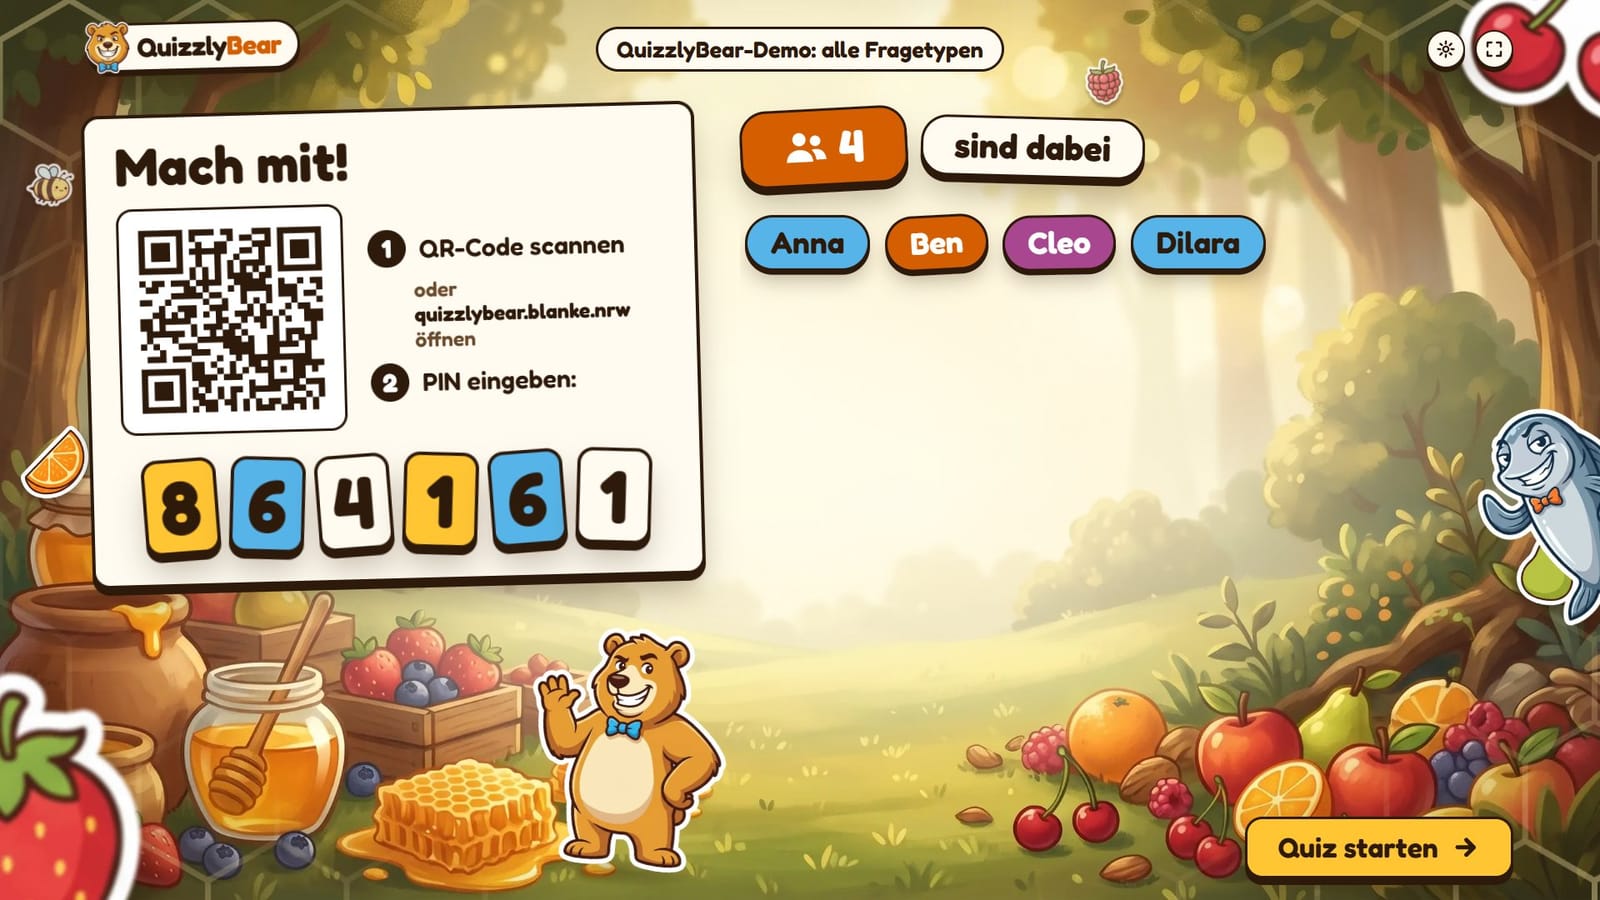 QuizzlyBear
QuizzlyBear-Demo: alle Fragetypen
Mach mit!
1 QR-Code scannen
oder
quizzlybear.blanke.nrw
öffnen
2 PIN eingeben:
8 6 4 1 6 1
4 sind dabei
Anna Ben Cleo Dilara
Quiz starten →